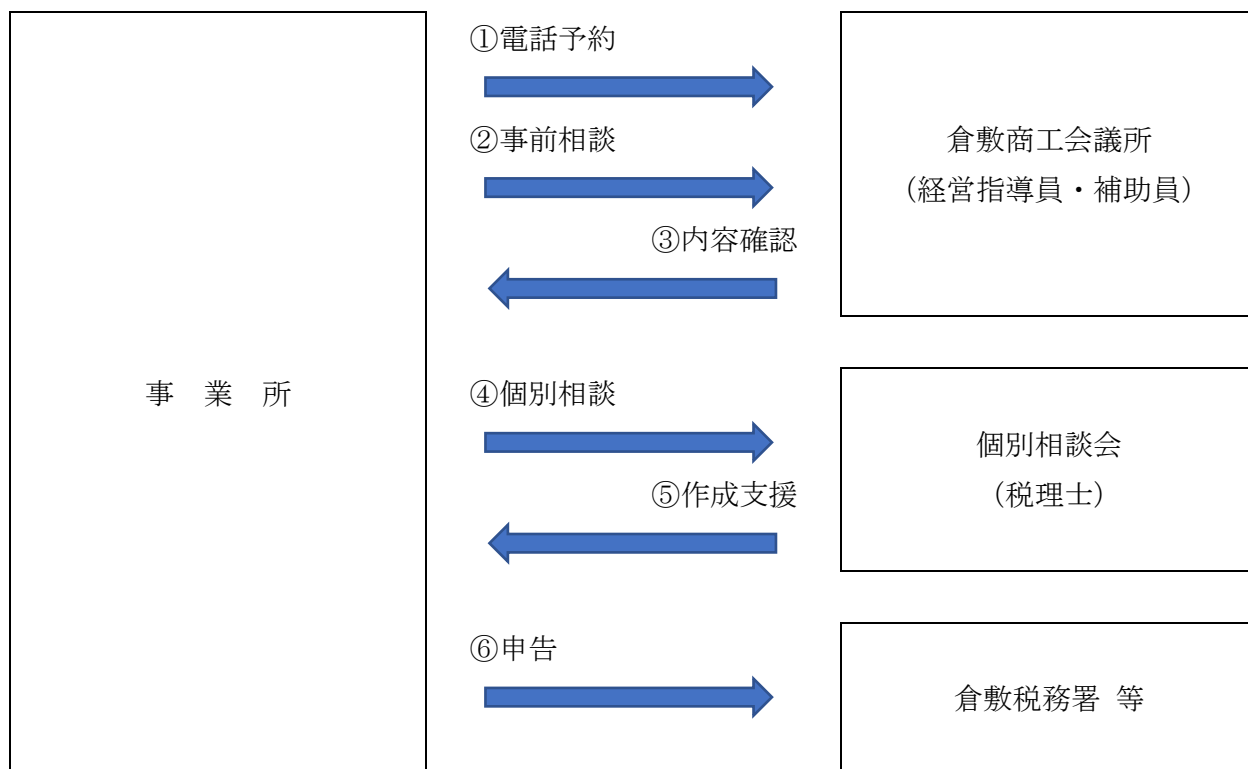 ①電話予約
②事前相談
③内容確認
倉敷商工会議所
（経営指導員・補助員）
事　業　所
④個別相談
⑤作成支援
個別相談会
（税理士）
⑥申告
倉敷税務署 等